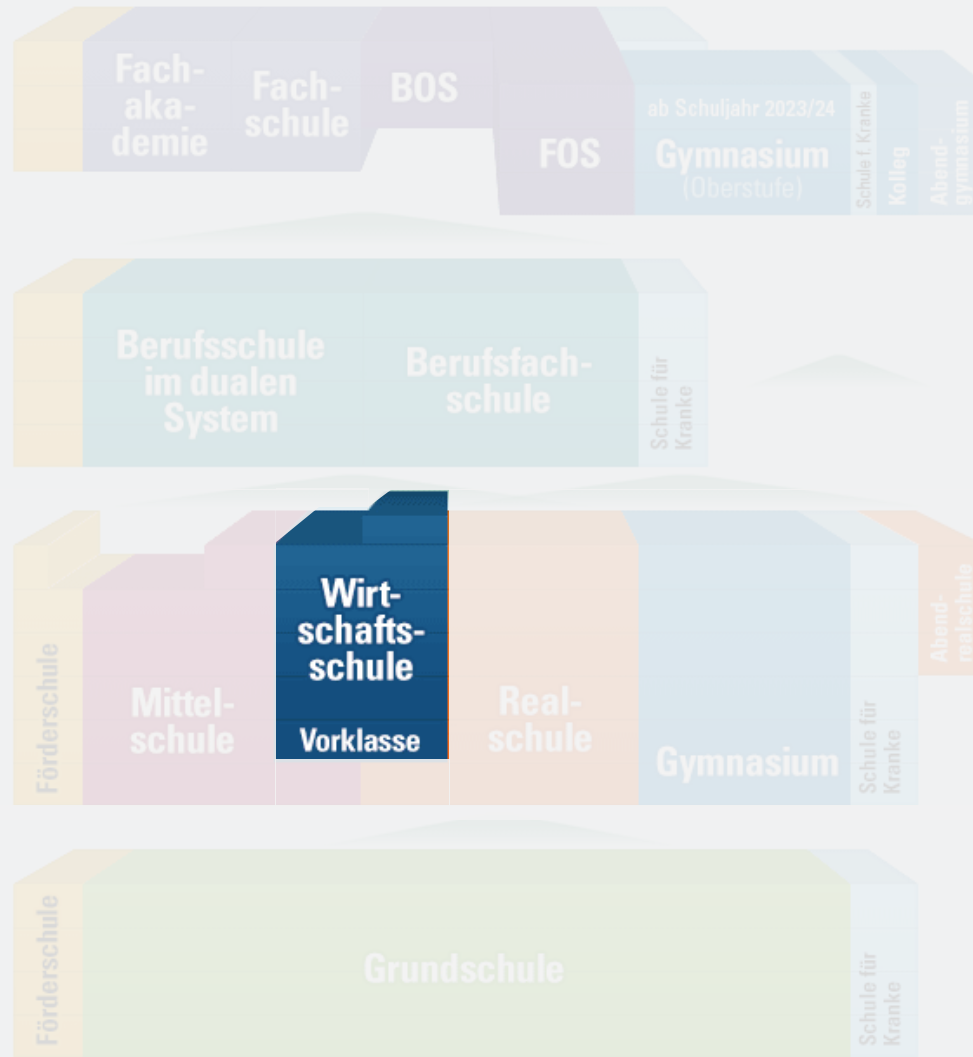 Fach-
aka-
demie
Fach-
schule
BOS
FOS
ab Schuljahr 2023/24
Gymnasium
(Oberstufe)
Schule f. Kranke
Kolleg
Abend-
gymnasium
Berufsschule
im dualen
System
Berufsfach-
schule
Schule für
Kranke
Förderschule
Mittel-
schule
Wirt-
schafts-
schule
Vorklasse
Real-
schule
Gymnasium
Schule für
Kranke
Abend-
realschule
Förderschule
Grundschule
Schule für
Kranke